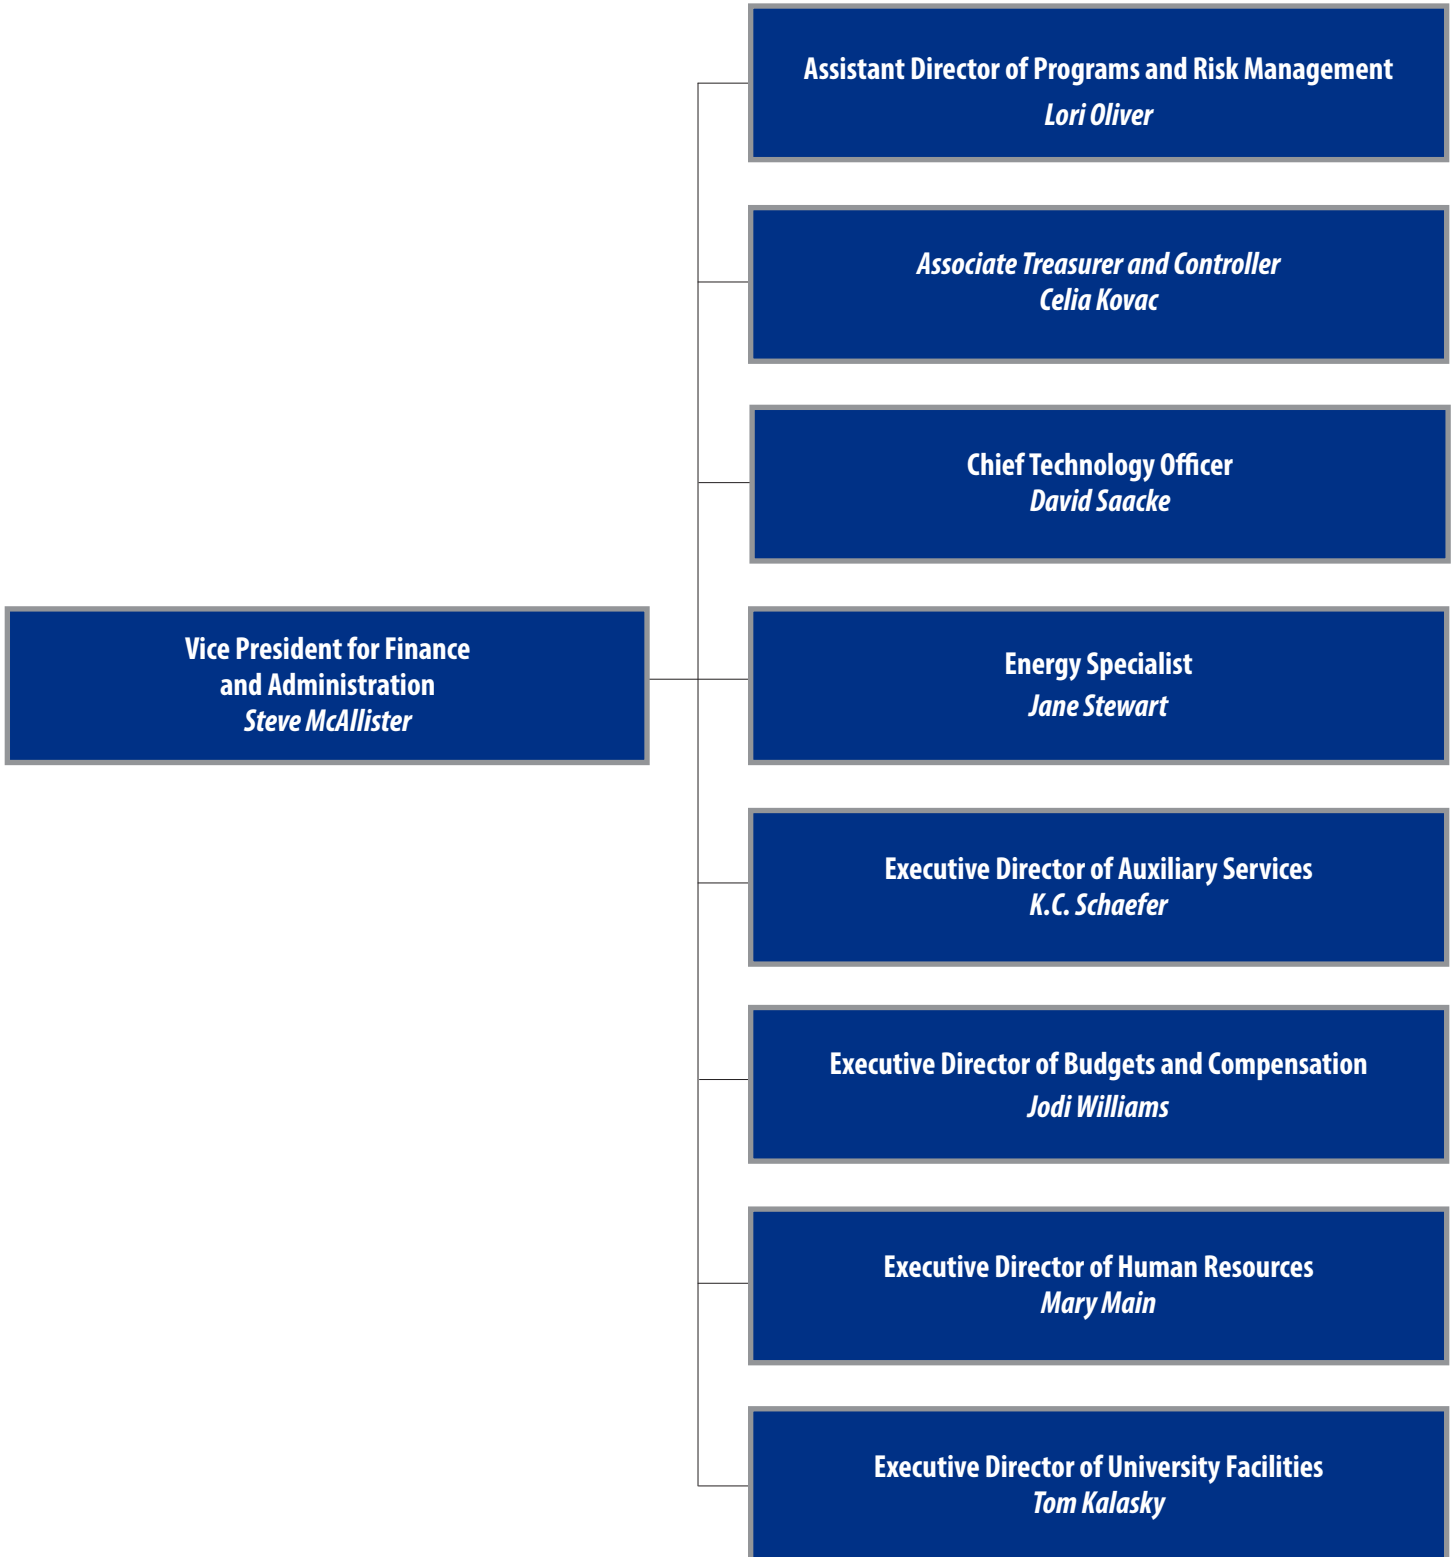 Assistant Director of Programs and Risk Management
Lori Oliver
Associate Treasurer and Controller
Celia Kovac
Chief Technology Officer
David Saacke
Vice President for Finance
and Administration
Steve McAllister
Energy Specialist
Jane Stewart
Executive Director of Auxiliary Services
K.C. Schaefer
Executive Director of Budgets and Compensation
Jodi Williams
Executive Director of Human Resources
Mary Main
Executive Director of University Facilities
Tom Kalasky